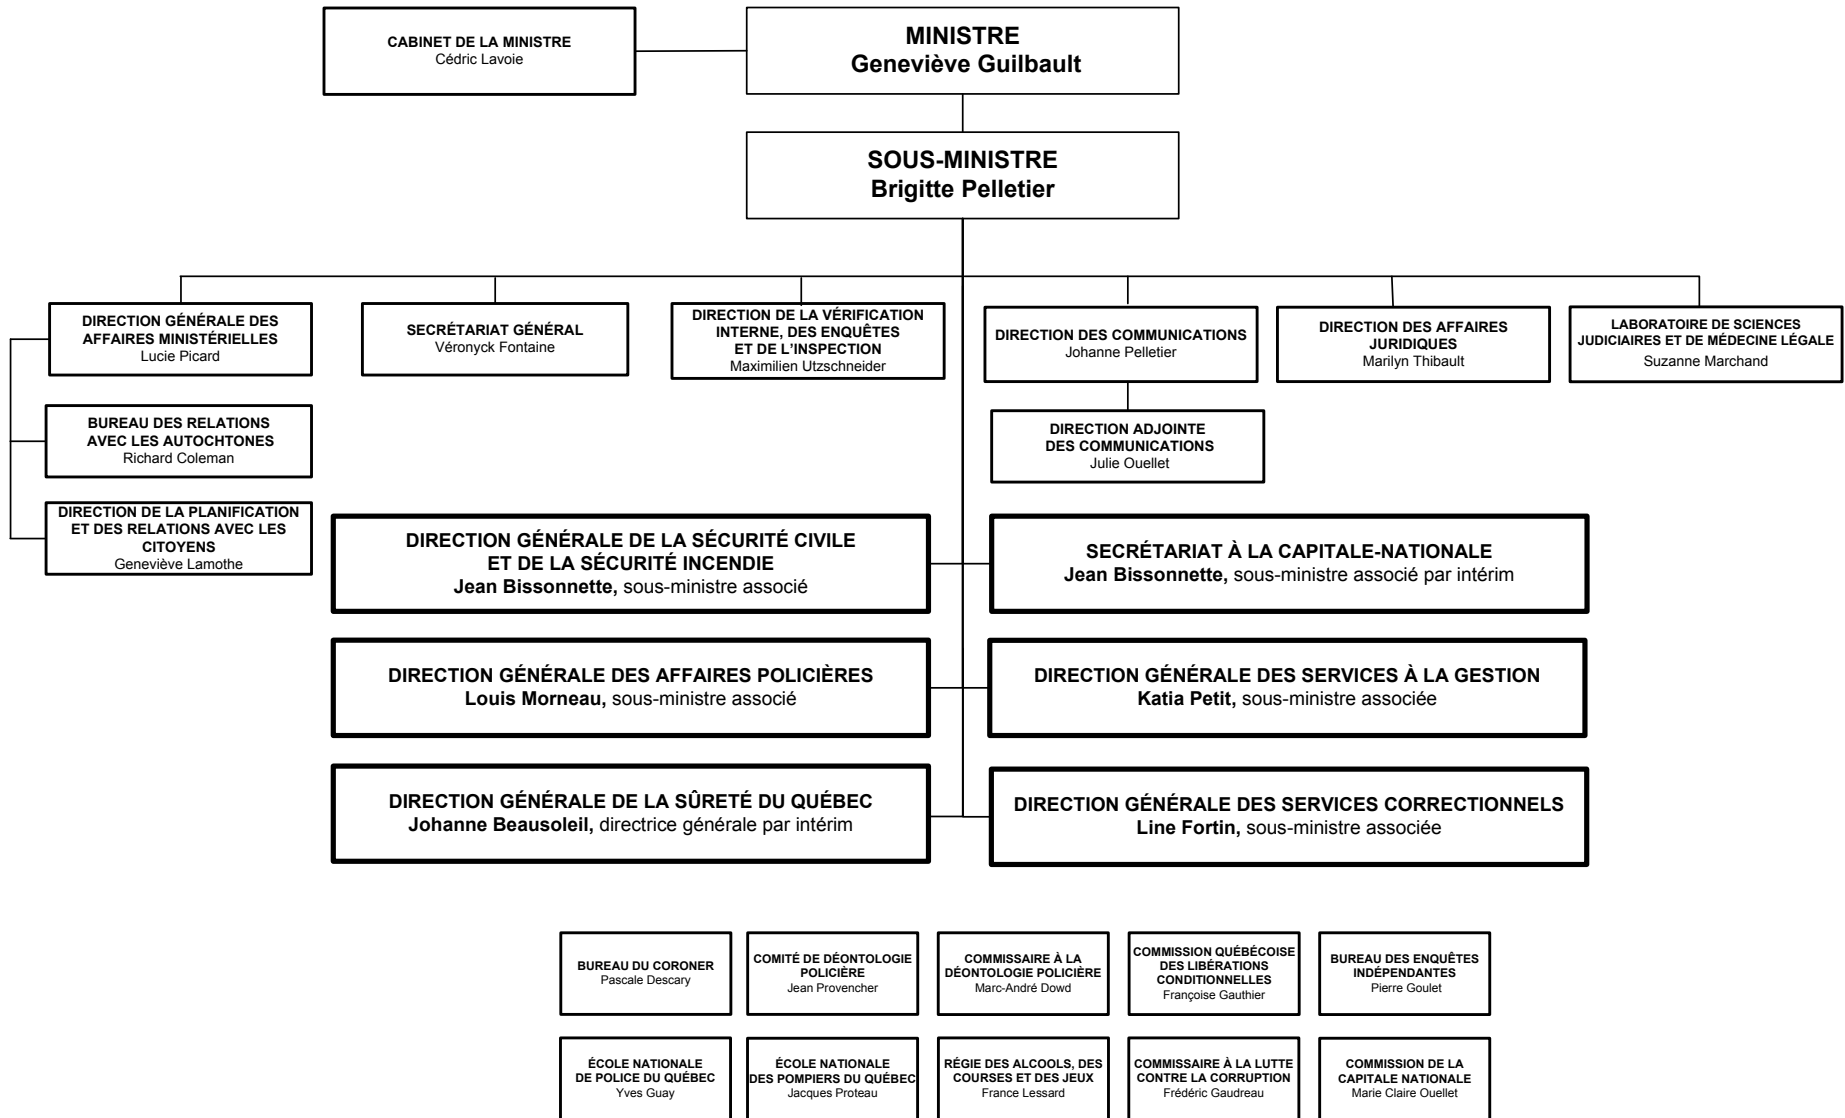 CABINET DE LA MINISTRE
Cédric Lavoie
MINISTRE
Geneviève Guilbault
SOUS-MINISTRE
Brigitte Pelletier
DIRECTION GÉNÉRALE DES
AFFAIRES MINISTÉRIELLES
Lucie Picard
SECRÉTARIAT GÉNÉRAL
Véronyck Fontaine
DIRECTION DE LA VÉRIFICATION
INTERNE, DES ENQUÊTES
ET DE L'INSPECTION
Maximilien Utzschneider
DIRECTION DES COMMUNICATIONS
Johanne Pelletier
DIRECTION DES AFFAIRES
JURIDIQUES
Marilyn Thibault
LABORATOIRE DE SCIENCES
JUDICIAIRES ET DE MÉDECINE LÉGALE
Suzanne Marchand
BUREAU DES RELATIONS
AVEC LES AUTOCHTONES
Richard Coleman
DIRECTION ADJOINTE
DES COMMUNICATIONS
Julie Ouellet
DIRECTION DE LA PLANIFICATION
ET DES RELATIONS AVEC LES
CITOYENS
Geneviève Lamothe
DIRECTION GÉNÉRALE DE LA SÉCURITÉ CIVILE
ET DE LA SÉCURITÉ INCENDIE
Jean Bissonnette, sous-ministre associé
SECRÉTARIAT À LA CAPITALE-NATIONALE
Jean Bissonnette, sous-ministre associé par intérim
DIRECTION GÉNÉRALE DES AFFAIRES POLICIÈRES
Louis Morneau, sous-ministre associé
DIRECTION GÉNÉRALE DES SERVICES À LA GESTION
Katia Petit, sous-ministre associée
DIRECTION GÉNÉRALE DE LA SÛRETÉ DU QUÉBEC
Johanne Beausoleil, directrice générale par intérim
DIRECTION GÉNÉRALE DES SERVICES CORRECTIONNELS
Line Fortin, sous-ministre associée
BUREAU DU CORONER
Pascale Descary
COMITÉ DE DÉONTOLOGIE
POLICIÈRE
Jean Provencher
COMMISSAIRE À LA
DÉONTOLOGIE POLICIÈRE
Marc-André Dowd
COMMISSION QUÉBÉCOISE
DES LIBÉRATIONS
CONDITIONNELLES
Françoise Gauthier
BUREAU DES ENQUÊTES
INDÉPENDANTES
Pierre Goulet
ÉCOLE NATIONALE
DE POLICE DU QUÉBEC
Yves Guay
ÉCOLE NATIONALE
DES POMPIERS DU QUÉBEC
Jacques Proteau
RÉGIE DES ALCOOLS, DES
COURSES ET DES JEUX
France Lessard
COMMISSAIRE À LA LUTTE
CONTRE LA CORRUPTION
Frédéric Gaudreau
COMMISSION DE LA
CAPITALE NATIONALE
Marie Claire Ouellet